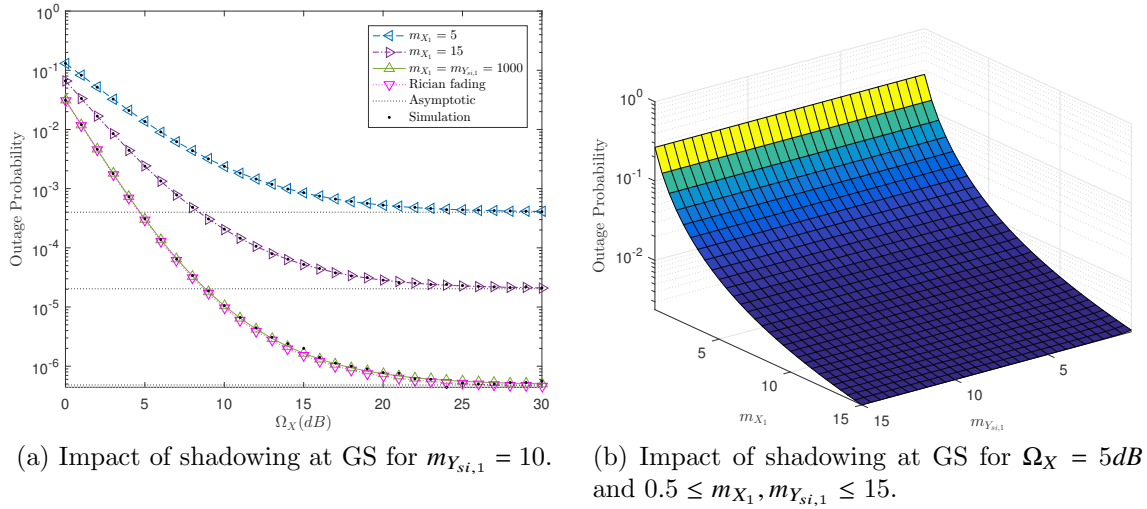 10^0
10^{-1}
10^{-2}
10^{-3}
10^{-4}
10^{-5}
10^{-6}
Outage Probability
0 5 10 15 20 25 30
Ω_X(dB)
m_{X_1} = 5
m_{X_1} = 15
m_{X_1} = m_{Y_{si,1}} = 1000
Rician fading
Asymptotic
Simulation
(a) Impact of shadowing at GS for m_{Y_{si,1}} = 10.
10^0
10^{-1}
10^{-2}
Outage Probability
5
10
15
m_{X_1}
15
10
5
m_{Y_{si,1}}
(b) Impact of shadowing at GS for Ω_X = 5dB
and 0.5 ≤ m_{X_1}, m_{Y_{si,1}} ≤ 15.